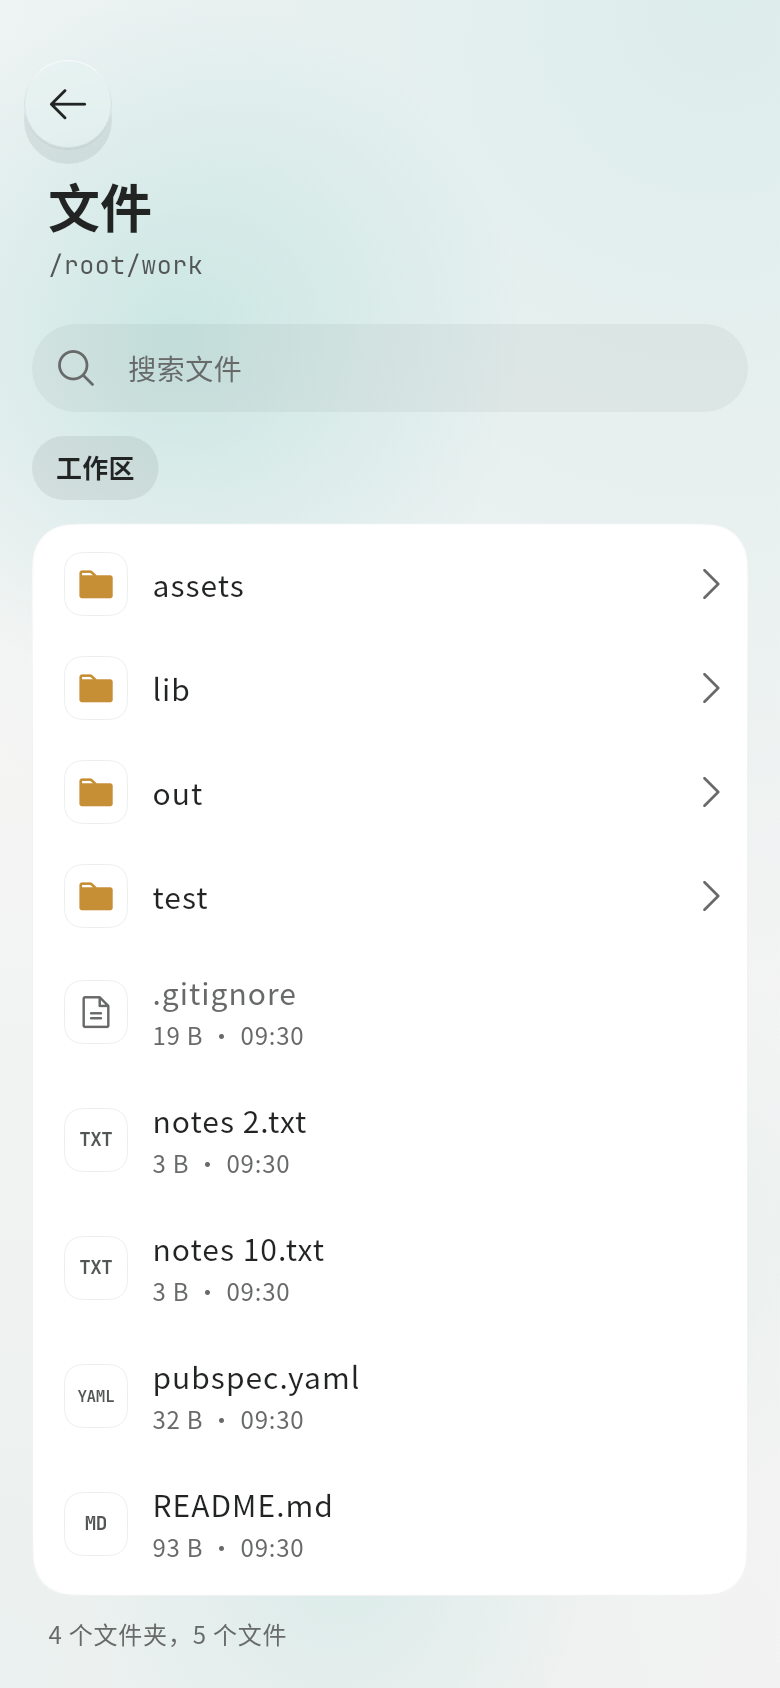 文件
/root/work
搜索文件
工作区
assets
lib
out
test
.gitignore
19 B • 09:30
TXT
notes 2.txt
3 B • 09:30
TXT
notes 10.txt
3 B • 09:30
YAML
pubspec.yaml
32 B • 09:30
MD
README.md
93 B • 09:30
4 个文件夹，5 个文件